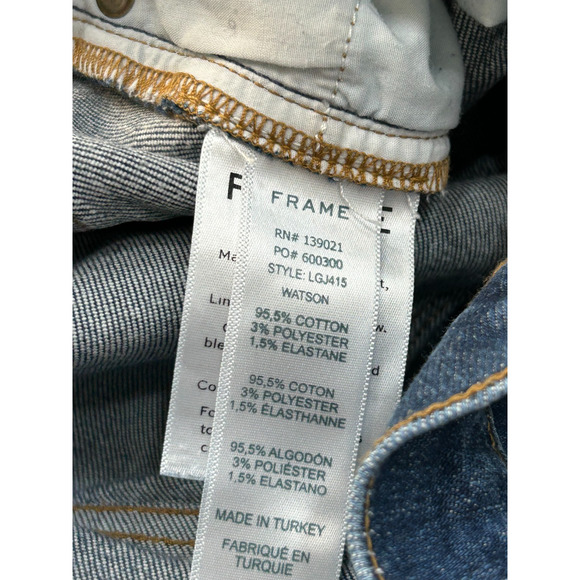 FRAME
RN# 139021
PO# 600300
STYLE: LGJ415
WATSON
95,5% COTTON
3% POLYESTER
1,5% ELASTANE
95,5% COTON
3% POLYESTER
1,5% ÉLASTHANNE
95,5% ALGODÓN
3% POLIÉSTER
1,5% ELASTANO
MADE IN TURKEY
FABRIQUÉ EN
TURQUIE